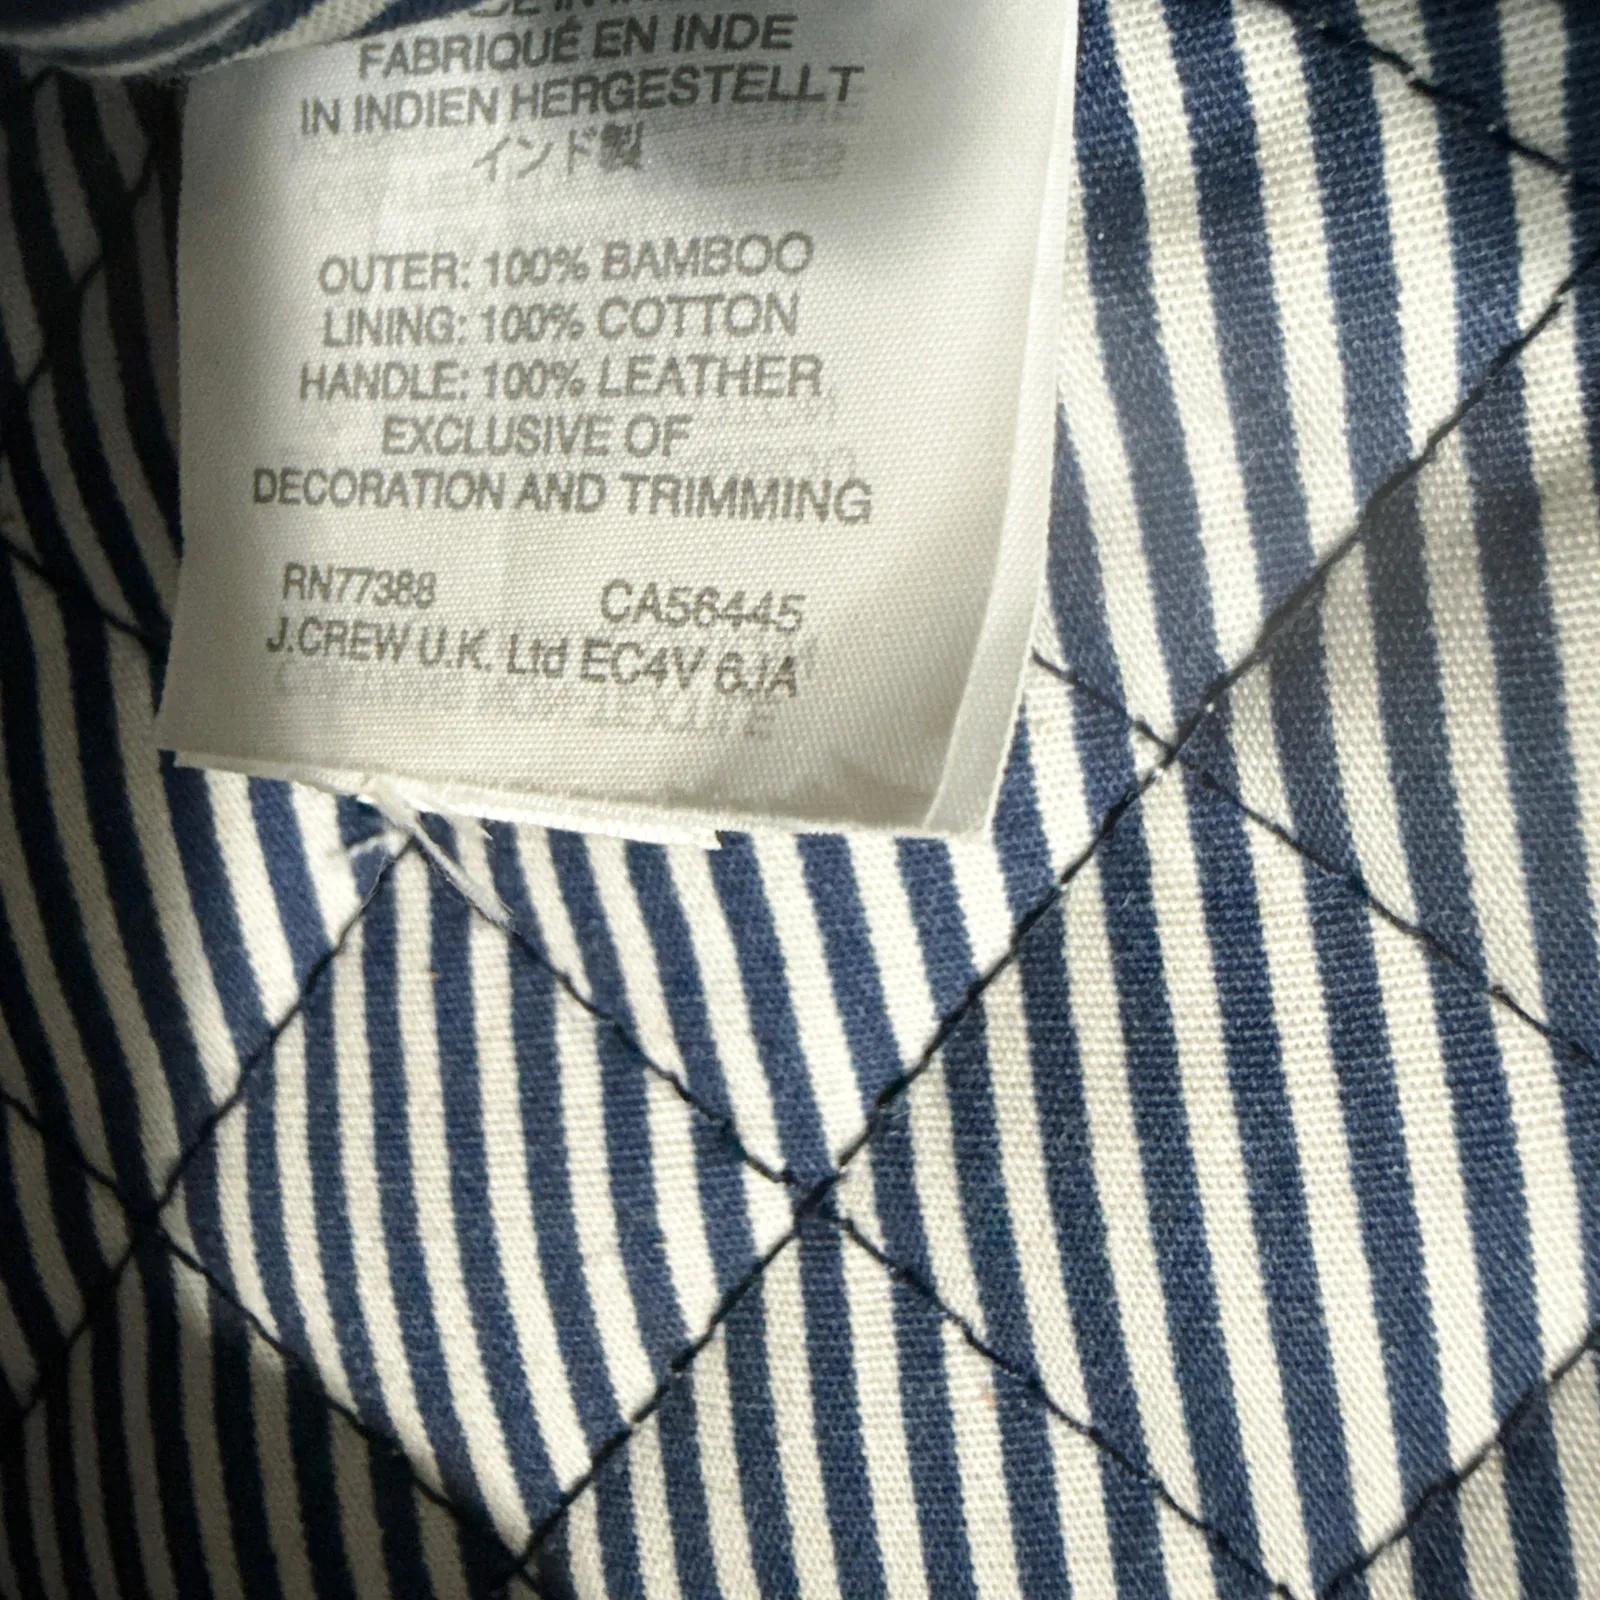 FABRIQUÉ EN INDE
IN INDIEN HERGESTELLT
インド製
OUTER: 100% BAMBOO
LINING: 100% COTTON
HANDLE: 100% LEATHER
EXCLUSIVE OF
DECORATION AND TRIMMING
RN77388 CA56445
J.CREW U.K. Ltd EC4V 6JA